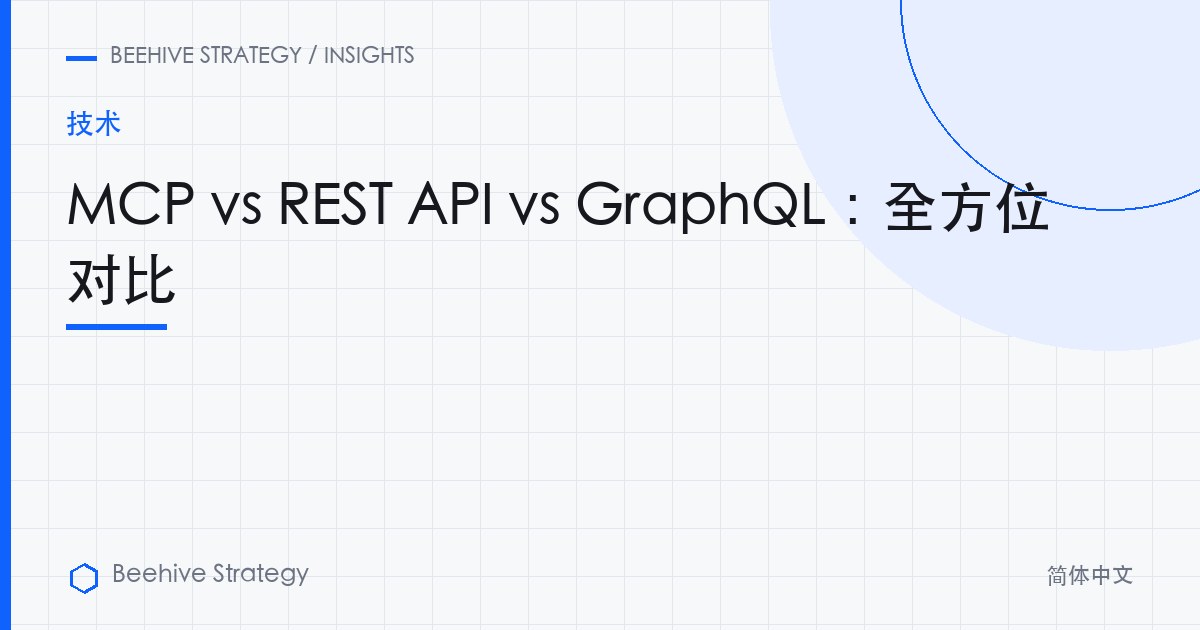 BEEHIVE STRATEGY / INSIGHTS
技术
MCP vs REST API vs GraphQL：全方位
对比
Beehive Strategy
简体中文